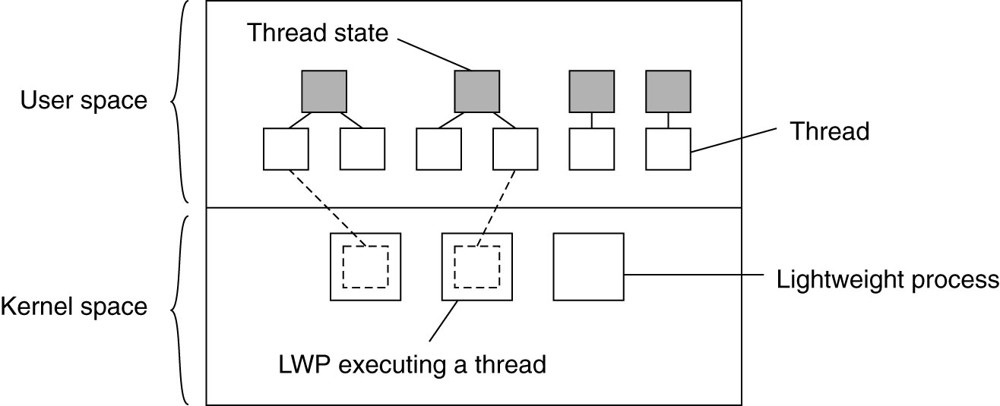 Thread state
User space
Thread
Lightweight process
Kernel space
LWP executing a thread